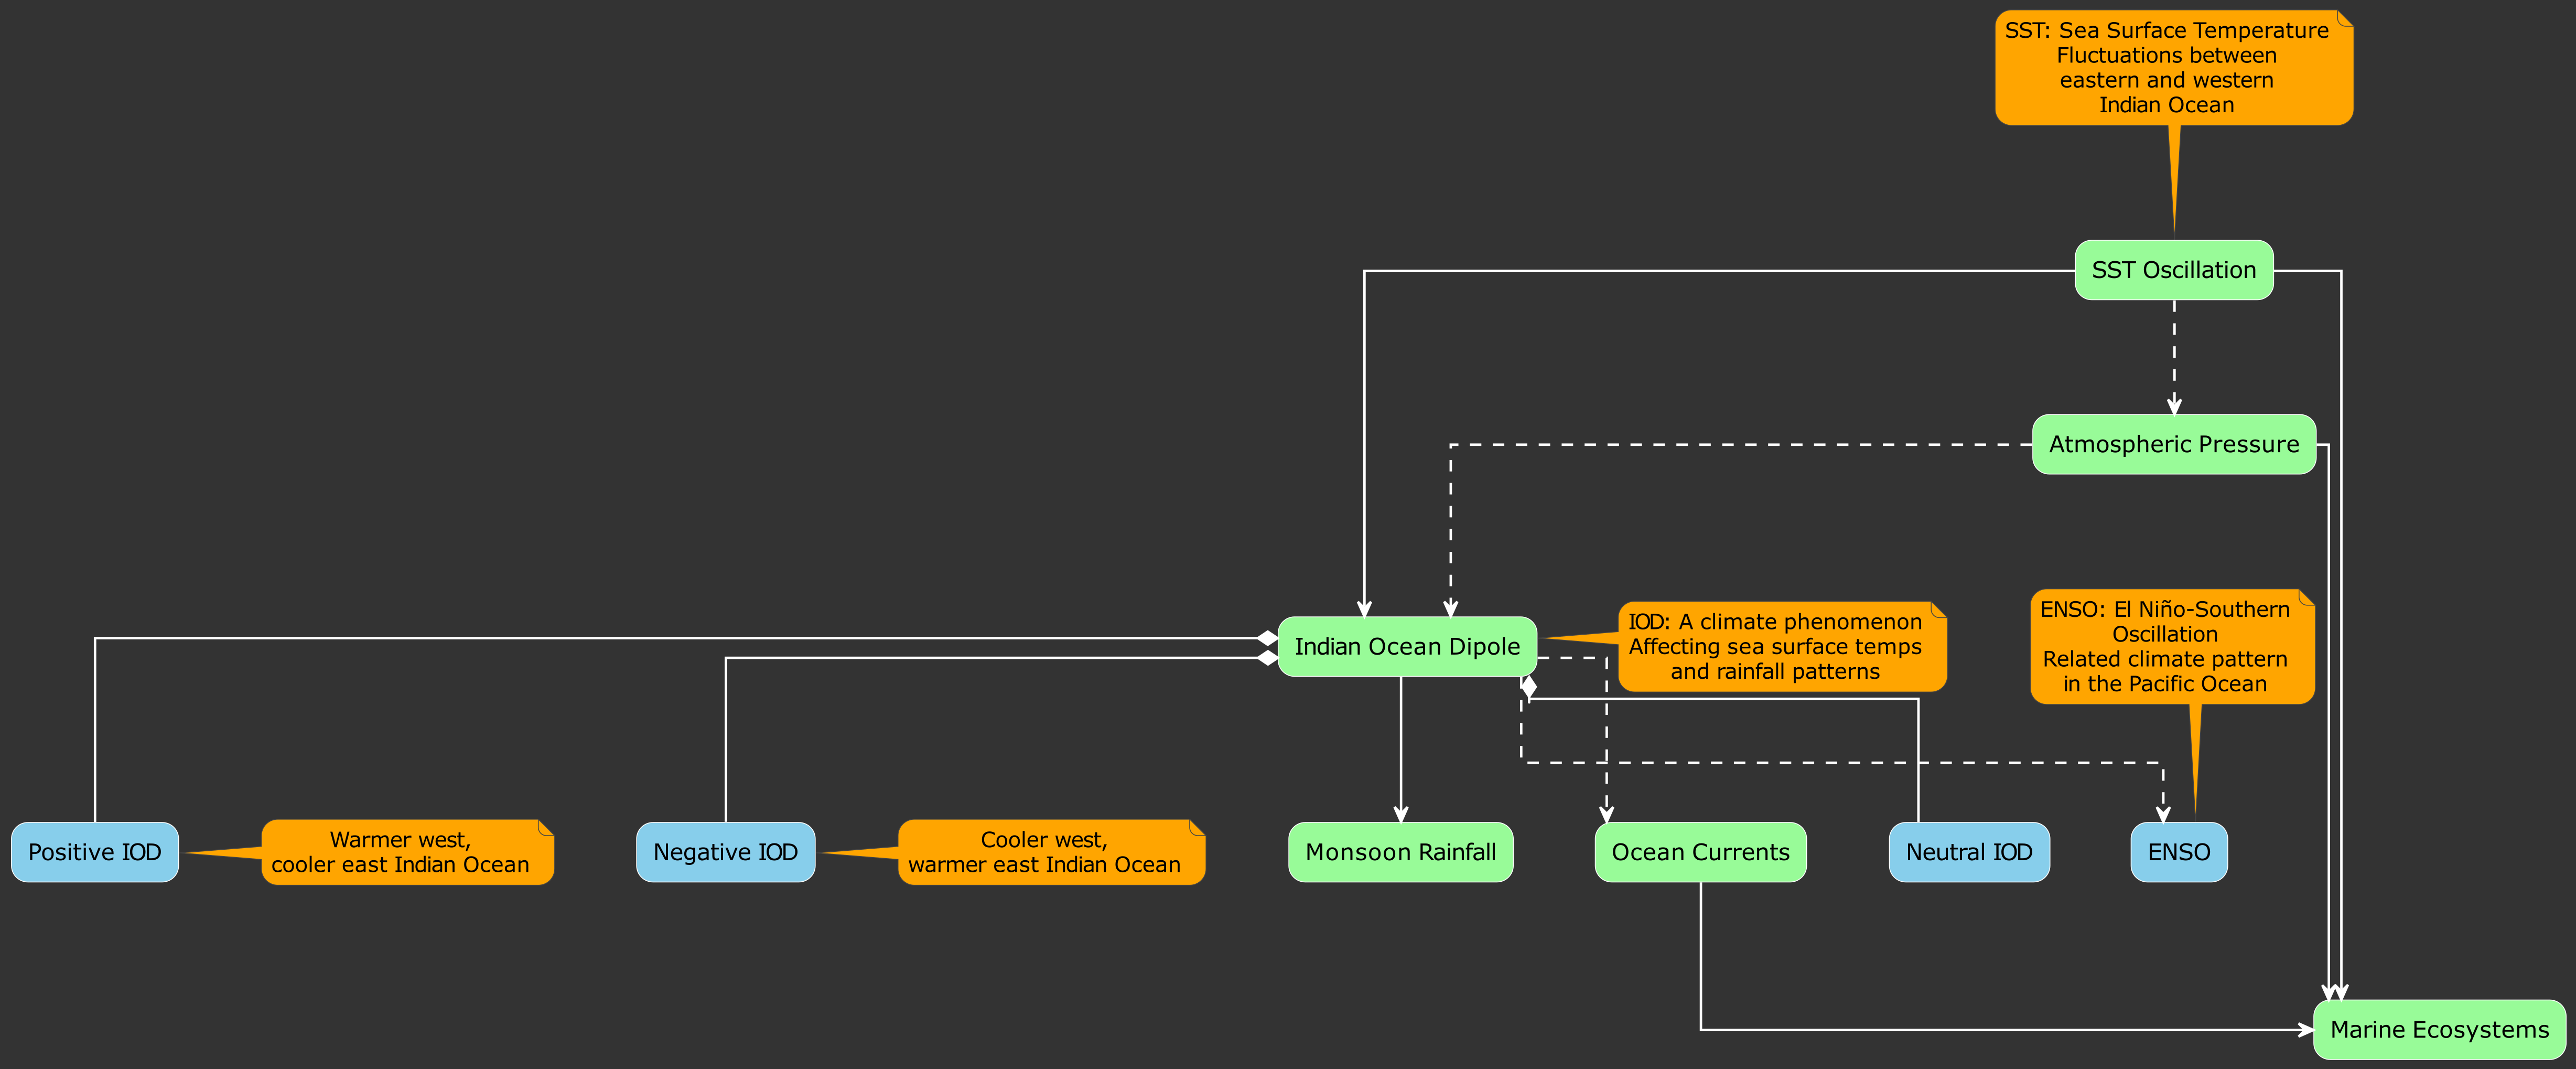 SST: Sea Surface Temperature
Fluctuations between
eastern and western
Indian Ocean
SST Oscillation
Atmospheric Pressure
Indian Ocean Dipole
IOD: A climate phenomenon
Affecting sea surface temps
and rainfall patterns
ENSO: El Niño-Southern
Oscillation
Related climate pattern
in the Pacific Ocean
Positive IOD
Warmer west,
cooler east Indian Ocean
Negative IOD
Cooler west,
warmer east Indian Ocean
Monsoon Rainfall
Ocean Currents
Neutral IOD
ENSO
Marine Ecosystems